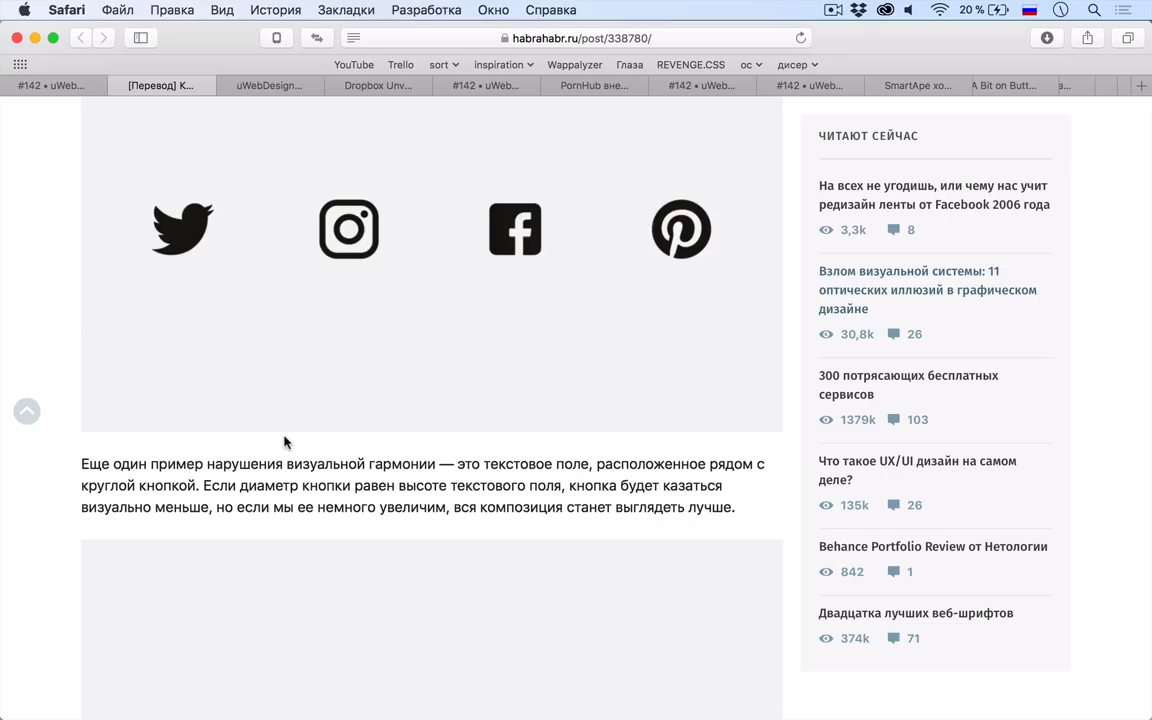 Safari Файл Правка Вид История Закладки Разработка Окно Справка 20 %
habrahabr.ru/post/338780/
YouTube Trello sort inspiration Wappalyzer Глаза REVENGE.CSS ос дисер
#142 • uWeb... [Перевод] К... uWebDesign... Dropbox Unv... #142 • uWeb... PornHub вне... #142 • uWeb... #142 • uWeb... SmartApe хо... A Bit on Butt...
ЧИТАЮТ СЕЙЧАС
На всех не угодишь, или чему нас учит
редизайн ленты от Facebook 2006 года
3,3k 8
Взлом визуальной системы: 11
оптических иллюзий в графическом
дизайне
30,8k 26
300 потрясающих бесплатных
сервисов
1379k 103
Что такое UX/UI дизайн на самом
деле?
135k 26
Behance Portfolio Review от Нетологии
842 1
Двадцатка лучших веб-шрифтов
374k 71
Еще один пример нарушения визуальной гармонии — это текстовое поле, расположенное рядом с
круглой кнопкой. Если диаметр кнопки равен высоте текстового поля, кнопка будет казаться
визуально меньше, но если мы ее немного увеличим, вся композиция станет выглядеть лучше.